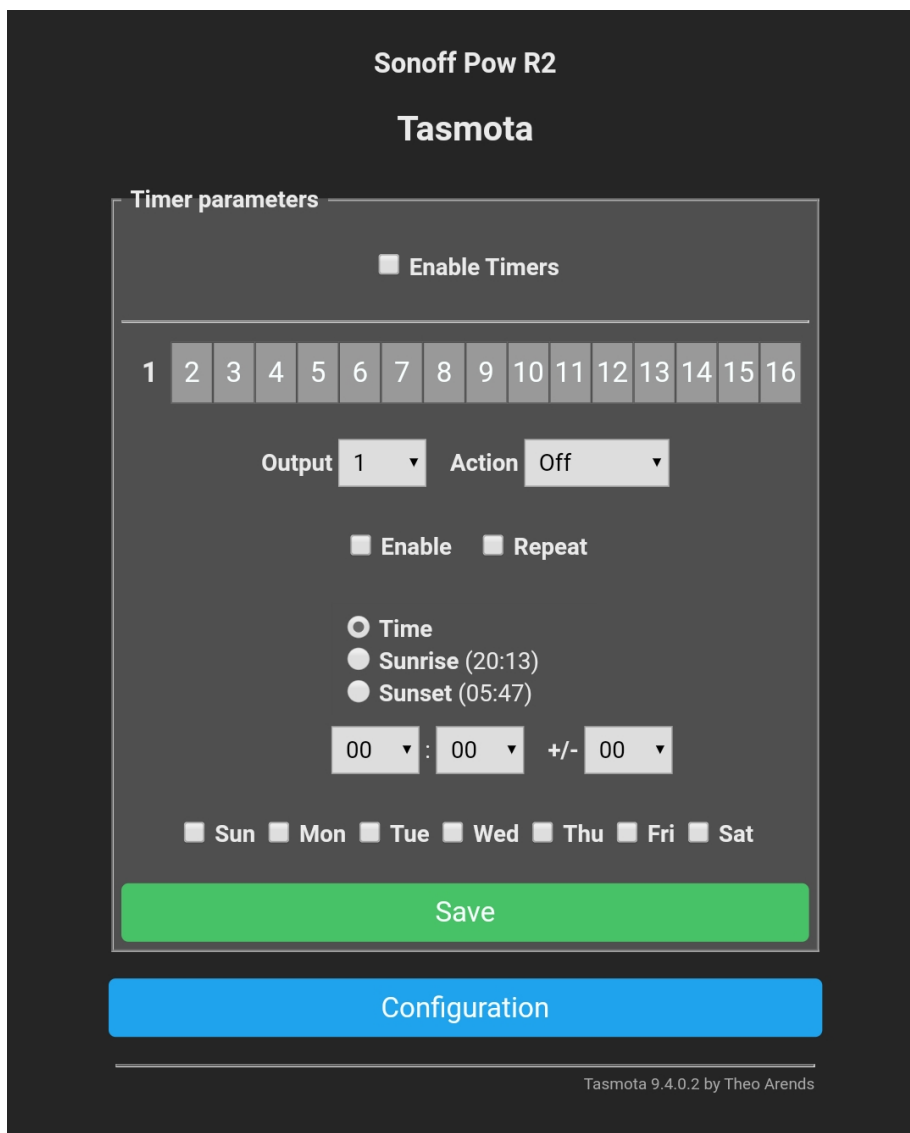 Sonoff Pow R2
Tasmota
Timer parameters
Enable Timers
1 2 3 4 5 6 7 8 9 10 11 12 13 14 15 16
Output 1 Action Off
Enable Repeat
Time
Sunrise (20:13)
Sunset (05:47)
00 : 00 +/- 00
Sun Mon Tue Wed Thu Fri Sat
Save
Configuration
Tasmota 9.4.0.2 by Theo Arends